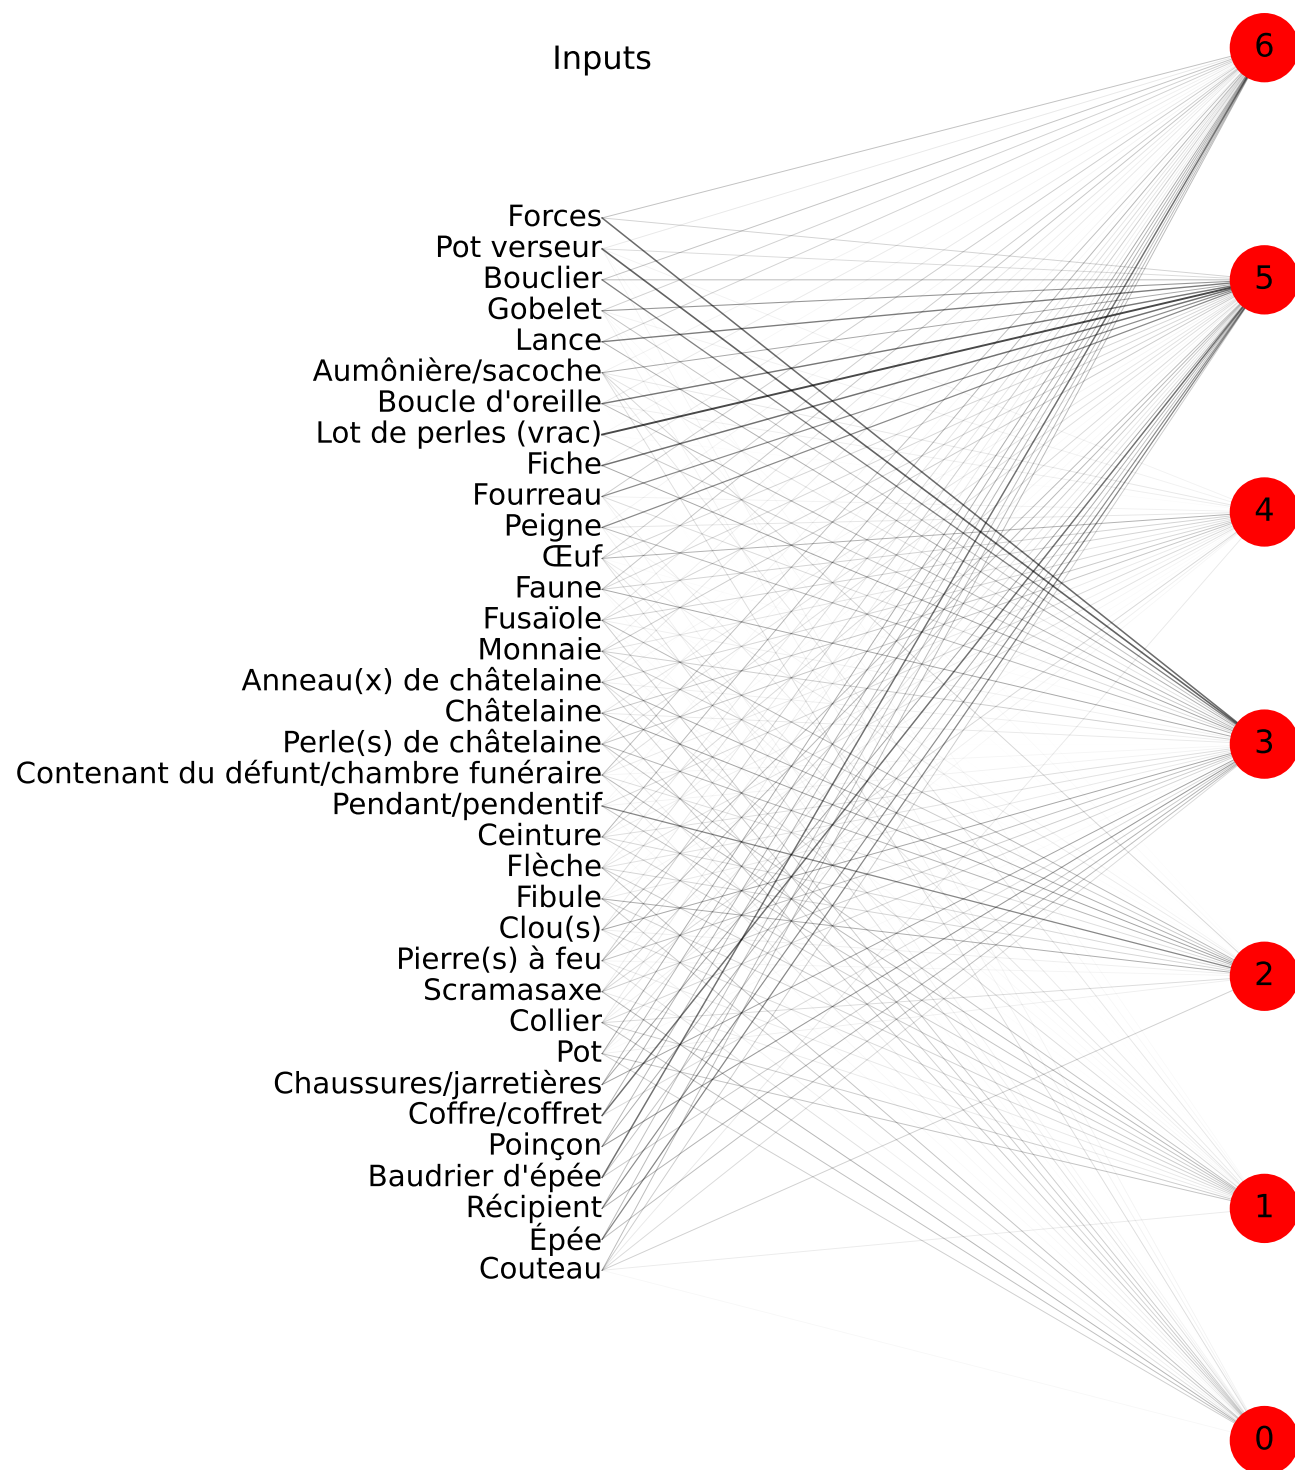 Inputs
Forces
Pot verseur
Bouclier
Gobelet
Lance
Aumônière/sacoche
Boucle d'oreille
Lot de perles (vrac)
Fiche
Fourreau
Peigne
Œuf
Faune
Fusaïole
Monnaie
Anneau(x) de châtelaine
Châtelaine
Perle(s) de châtelaine
Contenant du défunt/chambre funéraire
Pendant/pendentif
Ceinture
Flèche
Fibule
Clou(s)
Pierre(s) à feu
Scramasaxe
Collier
Pot
Chaussures/jarretières
Coffre/coffret
Poinçon
Baudrier d'épée
Récipient
Épée
Couteau
6
5
4
3
2
1
0